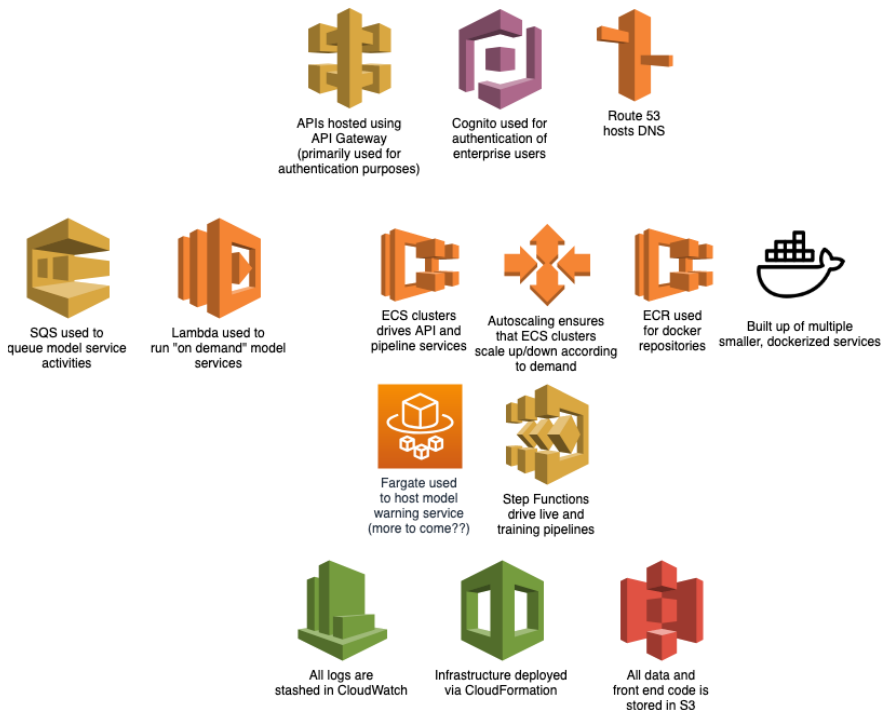 APIs hosted using
API Gateway
(primarily used for
authentication purposes)
Cognito used for
authentication of
enterprise users
Route 53
hosts DNS
SQS used to
queue model service
activities
Lambda used to
run "on demand" model
services
ECS clusters
drives API and
pipeline services
Autoscaling ensures
that ECS clusters
scale up/down according
to demand
ECR used
for docker
repositories
Built up of multiple
smaller, dockerized services
Fargate used
to host model
warning service
(more to come??)
Step Functions
drive live and
training pipelines
All logs are
stashed in CloudWatch
Infrastructure deployed
via CloudFormation
All data and
front end code is
stored in S3